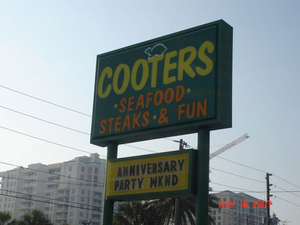 COOTERS
·SEAFOOD·
STEAKS·& FUN
ANNIVERSARY
PARTY WKND